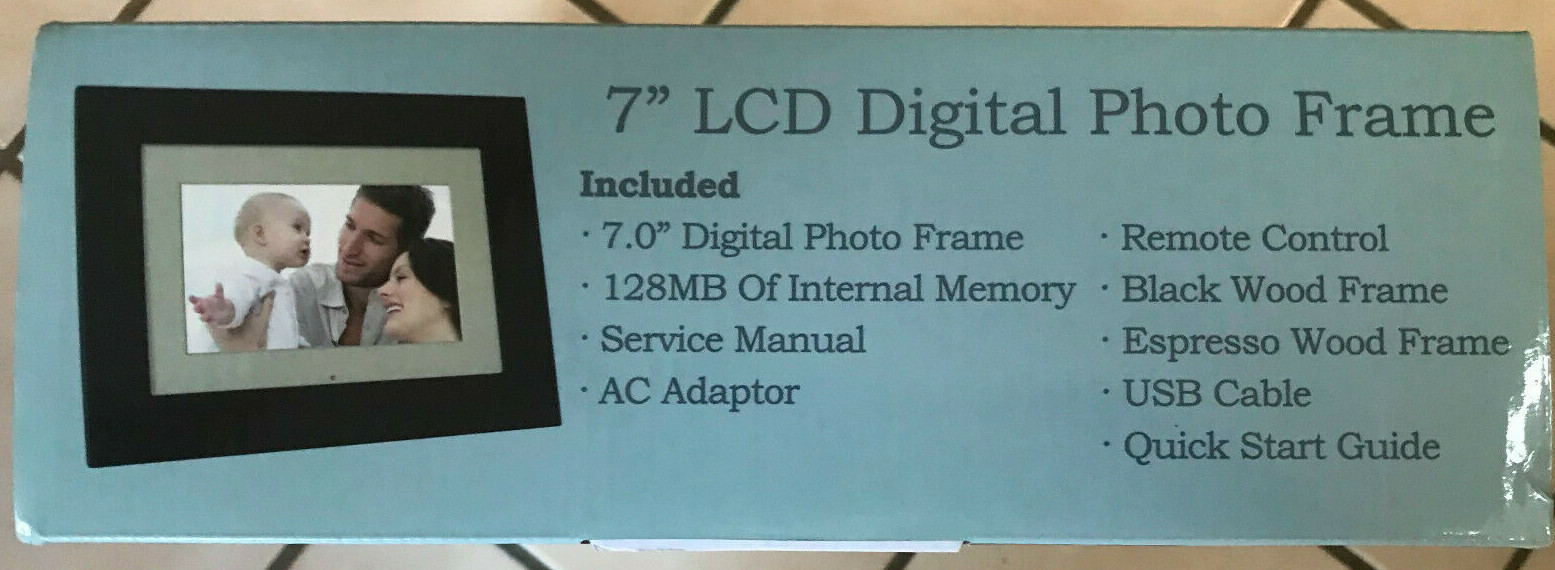 7” LCD Digital Photo Frame
Included
· 7.0” Digital Photo Frame
· 128MB Of Internal Memory
· Service Manual
· AC Adaptor
· Remote Control
· Black Wood Frame
· Espresso Wood Frame
· USB Cable
· Quick Start Guide